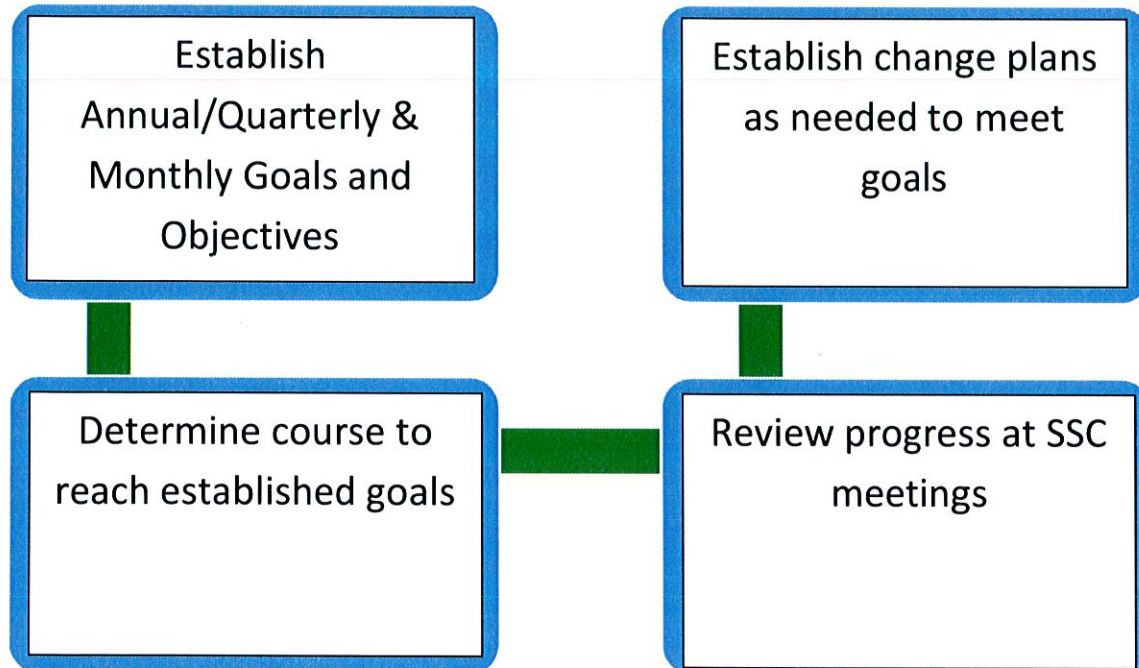 Establish
Annual/Quarterly &
Monthly Goals and
Objectives
Determine course to
reach established goals
Review progress at SSC
meetings
Establish change plans
as needed to meet
goals